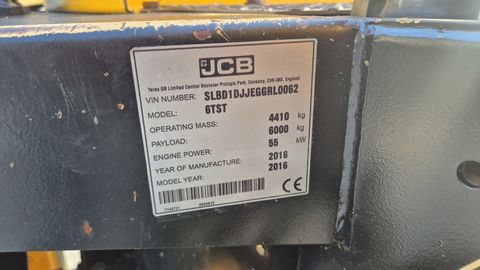 JCB
Terex GB Limited Central Boulevar Prologis Park, Coventry, CV6 4BX, England
VIN NUMBER: SLBD1DJJEGGRL0062
MODEL: 6TST
OPERATING MASS: 4410 kg
PAYLOAD: 6000 kg
ENGINE POWER: 55 kW
YEAR OF MANUFACTURE: 2016
MODEL YEAR: 2016
CE